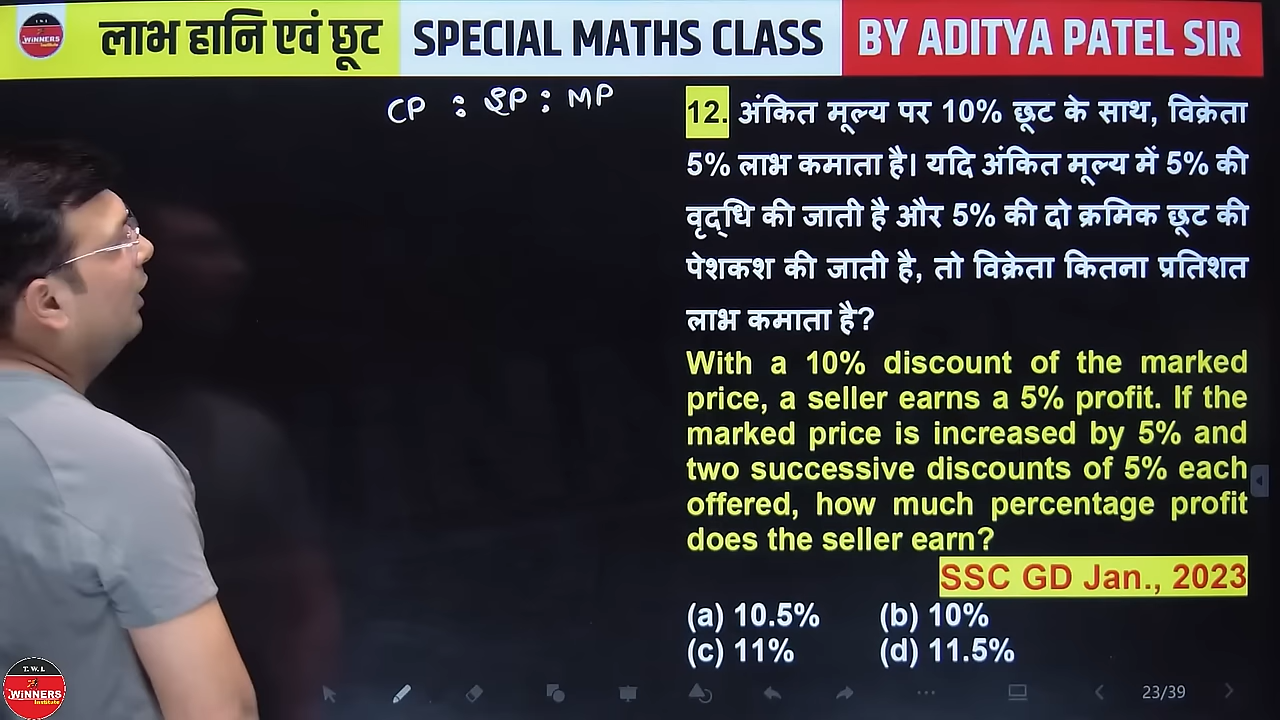 लाभ हानि एवं छूट SPECIAL MATHS CLASS BY ADITYA PATEL SIR
CP : SP : MP
12. अंकित मूल्य पर 10% छूट के साथ, विक्रेता
5% लाभ कमाता है। यदि अंकित मूल्य में 5% की
वृद्धि की जाती है और 5% की दो क्रमिक छूट की
पेशकश की जाती है, तो विक्रेता कितना प्रतिशत
लाभ कमाता है?
With a 10% discount of the marked
price, a seller earns a 5% profit. If the
marked price is increased by 5% and
two successive discounts of 5% each
offered, how much percentage profit
does the seller earn?
SSC GD Jan., 2023
(a) 10.5% (b) 10%
(c) 11% (d) 11.5%
T.W.I.
WiNNERS
Institute
23/39